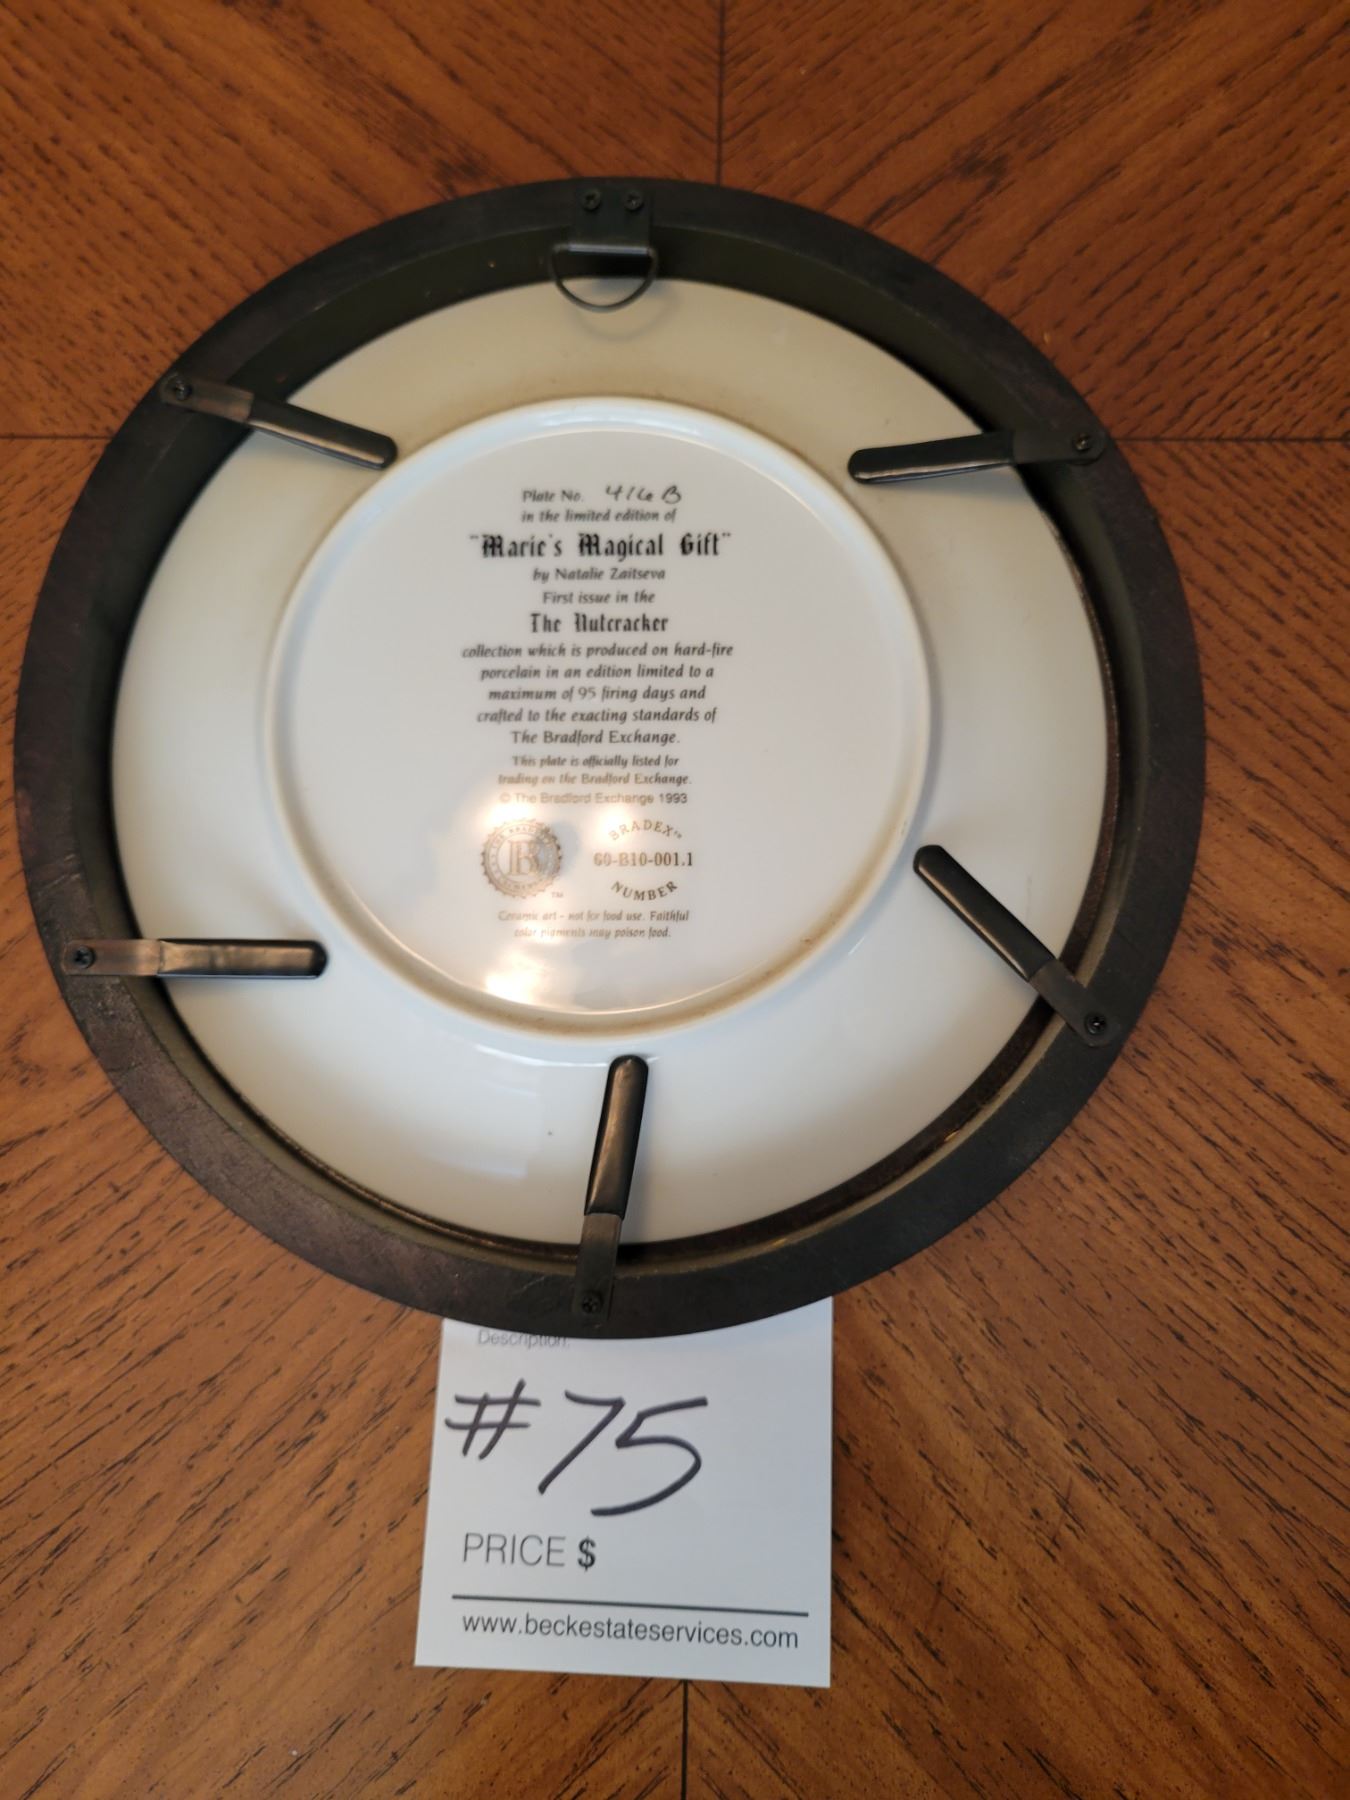 Plate No. 416 B
in the limited edition of
"Marie's Magical Gift"
by Natalie Zaitseva
First issue in the
The Nutcracker
collection which is produced on hard-fire
porcelain in an edition limited to a
maximum of 95 firing days and
crafted to the exacting standards of
The Bradford Exchange.
This plate is officially listed for
trading on the Bradford Exchange.
© The Bradford Exchange 1993
B
TM
BRADEX™
60-B10-001.1
NUMBER
Ceramic art - not for food use. Faithful
color pigments may poison food.
Description:
#75
PRICE $
www.beckestateservices.com